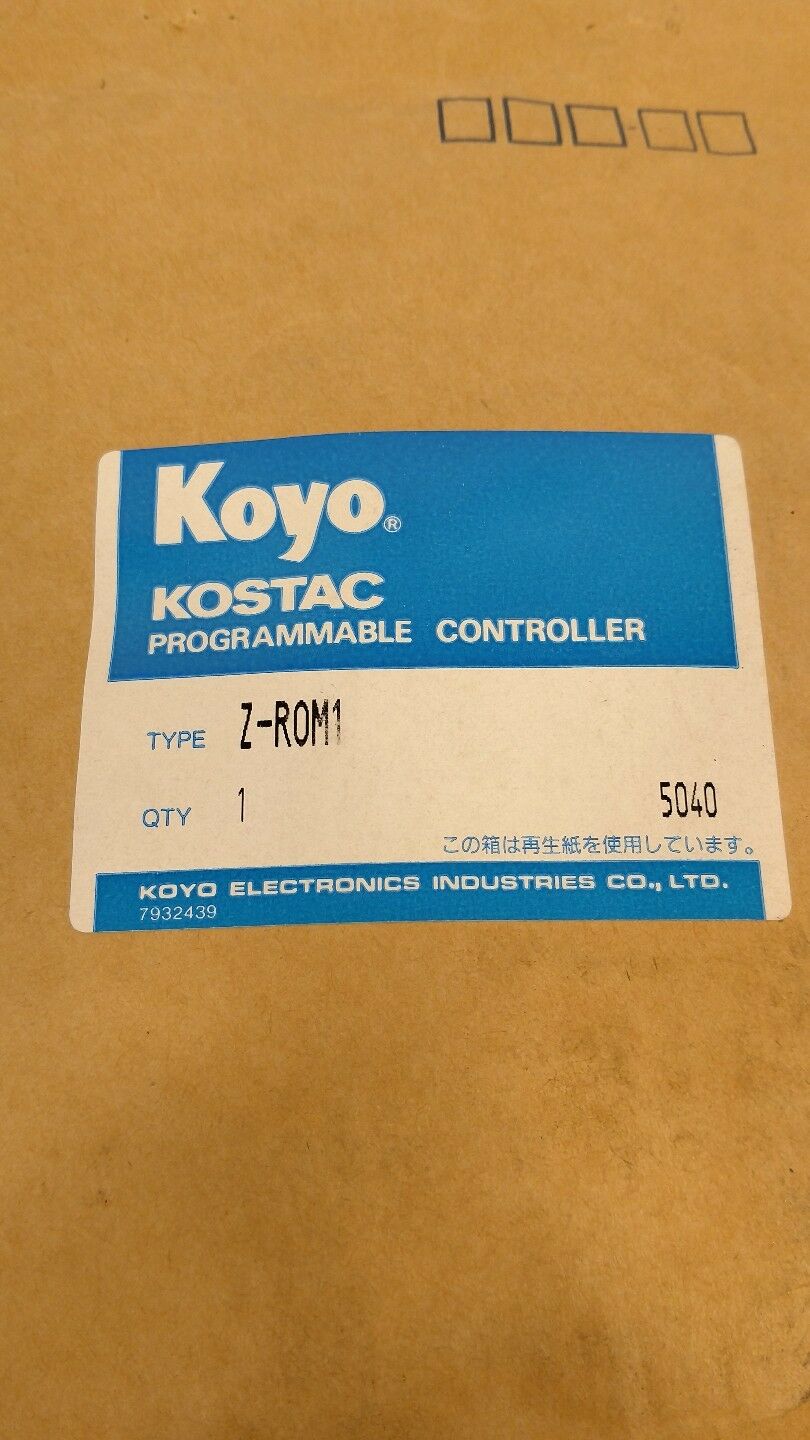 Koyo®
KOSTAC
PROGRAMMABLE CONTROLLER
TYPE Z-ROM1
QTY 1 5040
この箱は再生紙を使用しています。
KOYO ELECTRONICS INDUSTRIES CO., LTD.
7932439